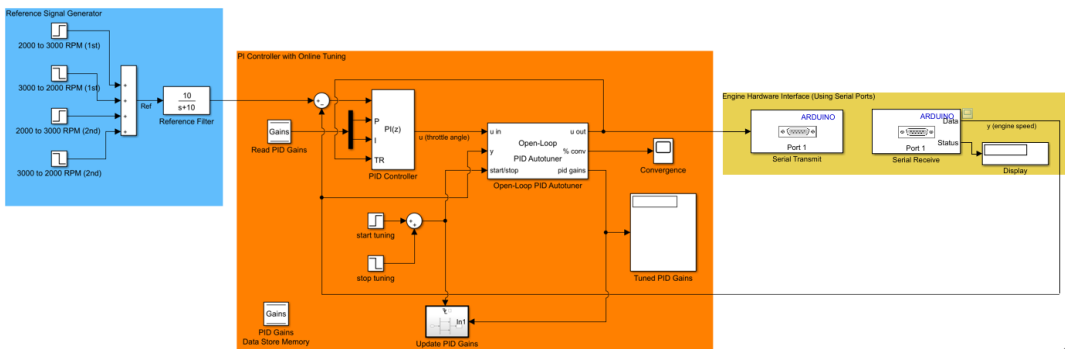 Reference Signal Generator
2000 to 3000 RPM (1st)
3000 to 2000 RPM (1st)
2000 to 3000 RPM (2nd)
3000 to 2000 RPM (2nd)
+
+
+
+
Ref
10
s+10
Reference Filter
PI Controller with Online Tuning
+
-
Gains
Read PID Gains
PI(z)
P
I
TR
PID Controller
u (throttle angle)
u in
y
start/stop
Open-Loop
PID Autotuner
u out
% conv
pid gains
Open-Loop PID Autotuner
Convergence
start tuning
+
+
stop tuning
Tuned PID Gains
Gains
PID Gains
Data Store Memory
In1
Update PID Gains
Engine Hardware Interface (Using Serial Ports)
ARDUINO
Port 1
Serial Transmit
ARDUINO
Data
Status
Port 1
Serial Receive
y (engine speed)
Display